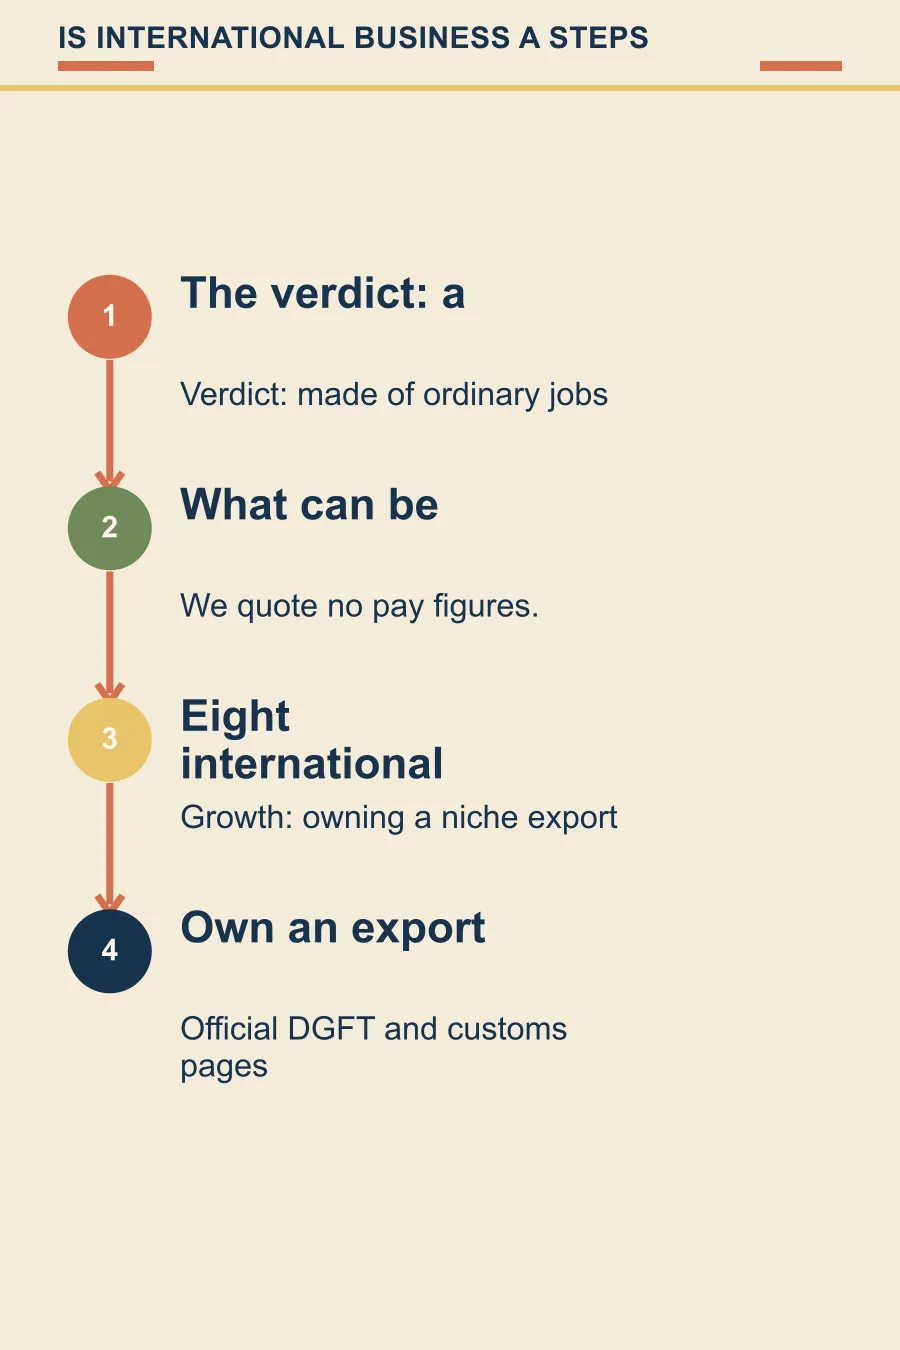 IS INTERNATIONAL BUSINESS A STEPS
1
The verdict: a
Verdict: made of ordinary jobs
2
What can be
We quote no pay figures.
3
Eight
international
Growth: owning a niche export
4
Own an export
Official DGFT and customs
pages